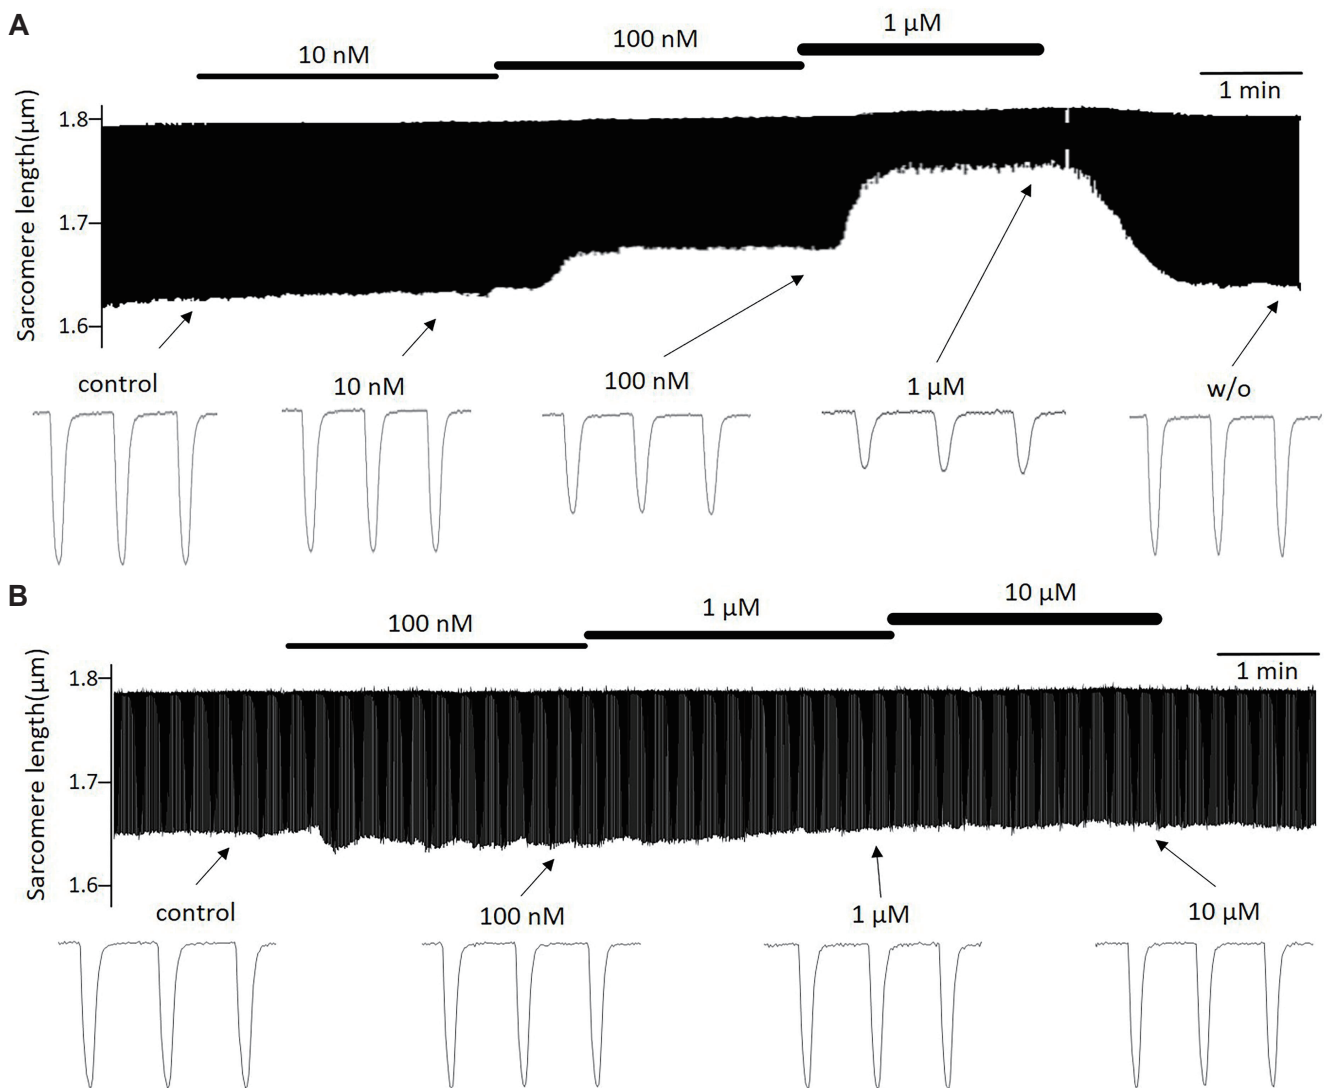 A
10 nM
100 nM
1 µM
1 min
Sarcomere length(µm)
1.8
1.7
1.6
control
10 nM
100 nM
1 µM
w/o
B
100 nM
1 µM
10 µM
1 min
Sarcomere length(µm)
1.8
1.7
1.6
control
100 nM
1 µM
10 µM